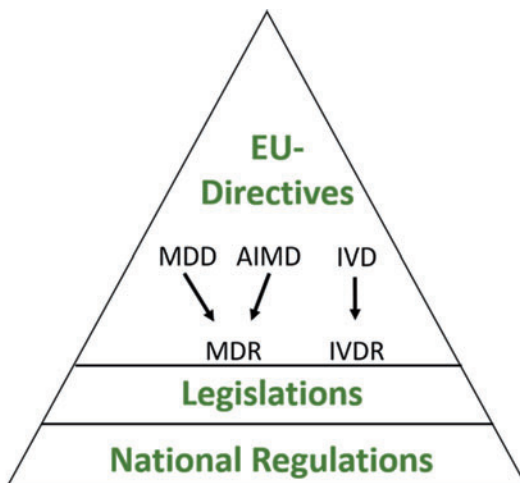 EU-
Directives
MDD AIMD IVD
MDR IVDR
Legislations
National Regulations